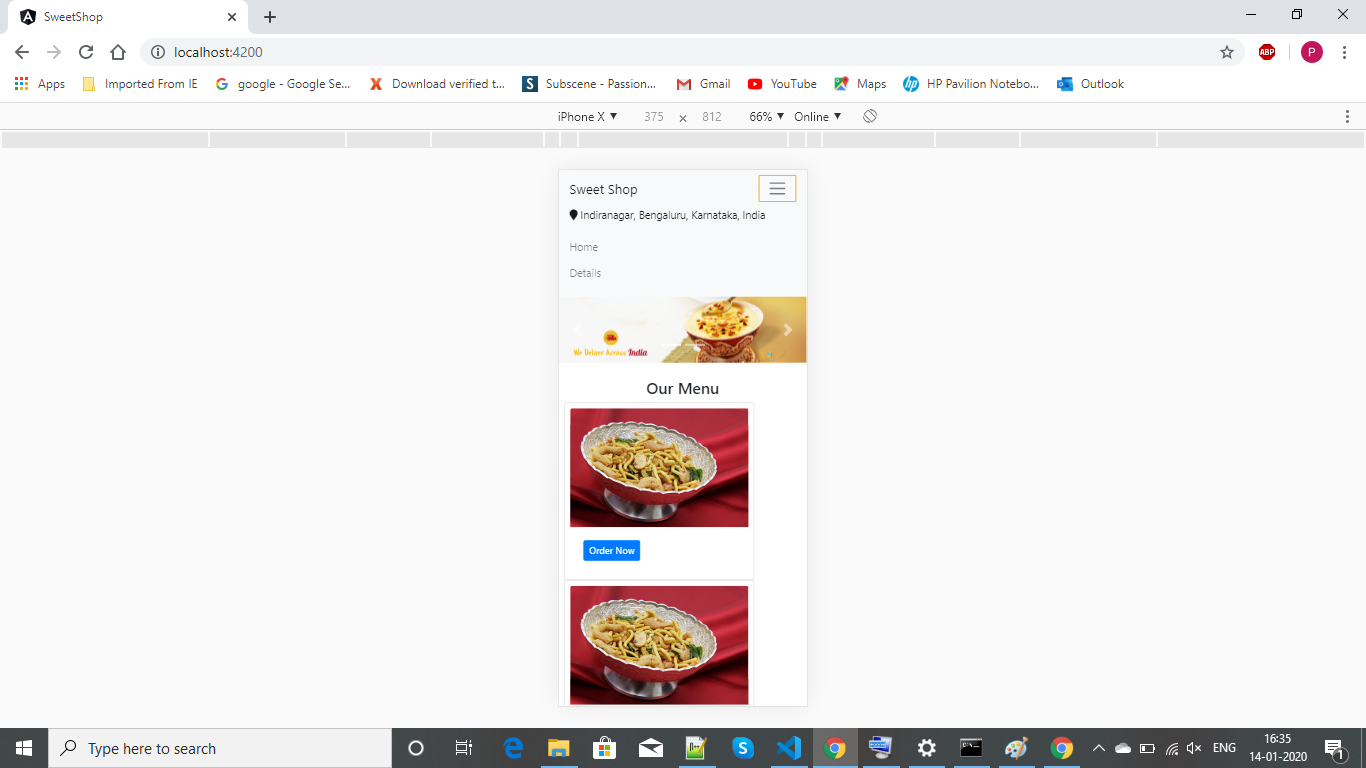 SweetShop
localhost:4200
ABP
P
Apps
Imported From IE
google - Google Se...
Download verified t...
Subscene - Passion...
Gmail
YouTube
Maps
HP Pavilion Notebo...
Outlook
iPhone X ▼ 375 × 812 66% ▼ Online ▼
Sweet Shop
Indiranagar, Bengaluru, Karnataka, India
Home
Details
We Deliver Across India
Our Menu
Order Now
Type here to search
ENG
16:35
14-01-2020
1